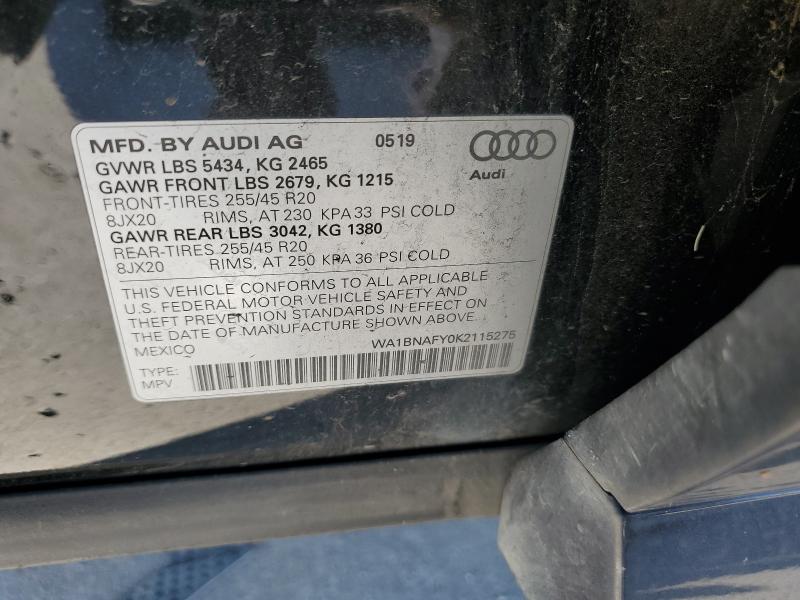 MFD. BY AUDI AG 0519
GVWR LBS 5434, KG 2465
Audi
GAWR FRONT LBS 2679, KG 1215
FRONT-TIRES 255/45 R20
8JX20 RIMS, AT 230 KPA 33 PSI COLD
GAWR REAR LBS 3042, KG 1380
REAR-TIRES 255/45 R20
8JX20 RIMS, AT 250 KPA 36 PSI COLD
THIS VEHICLE CONFORMS TO ALL APPLICABLE
U.S. FEDERAL MOTOR VEHICLE SAFETY AND
THEFT PREVENTION STANDARDS IN EFFECT ON
THE DATE OF MANUFACTURE SHOWN ABOVE.
MEXICO WA1BNAFY0K2115275
TYPE:
MPV